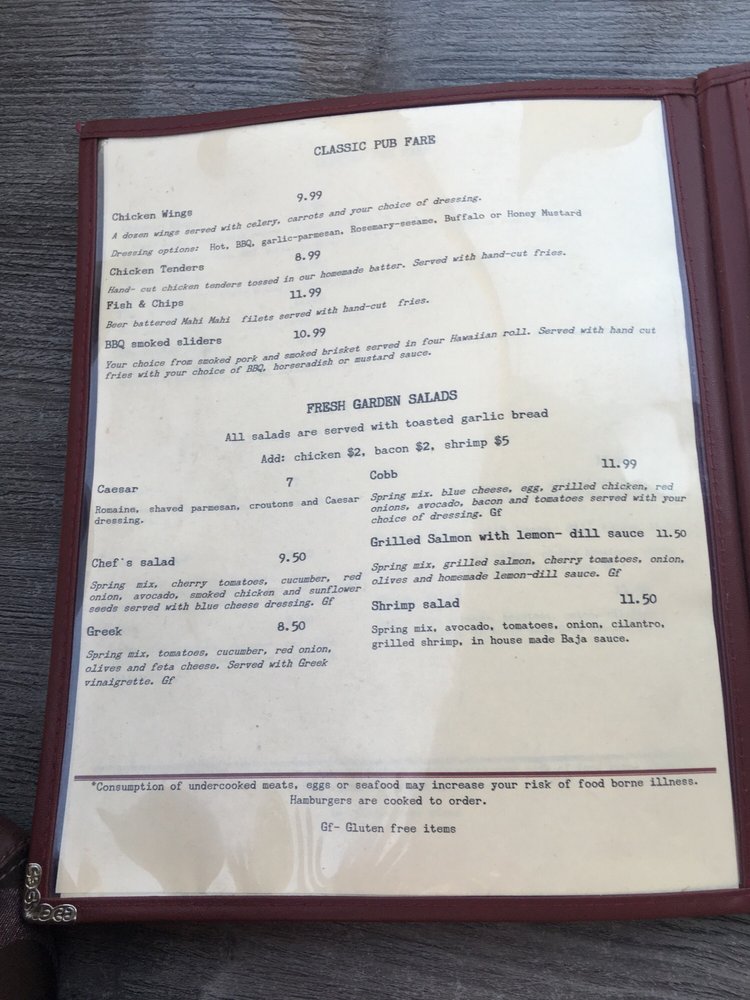 CLASSIC PUB FARE
Chicken Wings 9.99
A dozen wings served with celery, carrots and your choice of dressing.
Dressing options: Hot, BBQ, garlic-parmesan, Rosemary-sesame, Buffalo or Honey Mustard
Chicken Tenders 8.99
Hand- cut chicken tenders tossed in our homemade batter. Served with hand-cut fries.
Fish & Chips 11.99
Beer battered Mahi Mahi filets served with hand-cut fries.
BBQ smoked sliders 10.99
Your choice from smoked pork and smoked brisket served in four Hawaiian roll. Served with hand cut
fries with your choice of BBQ, horseradish or mustard sauce.
FRESH GARDEN SALADS
All salads are served with toasted garlic bread
Add: chicken $2, bacon $2, shrimp $5
Caesar 7
Romaine, shaved parmesan, croutons and Caesar
dressing.
Chef's salad 9.50
Spring mix, cherry tomatoes, cucumber, red
onion, avocado, smoked chicken and sunflower
seeds served with blue cheese dressing. Gf
Greek 8.50
Spring mix, tomatoes, cucumber, red onion,
olives and feta cheese. Served with Greek
vinaigrette. Gf
Cobb 11.99
Spring mix. blue cheese, egg, grilled chicken, red
onions, avocado, bacon and tomatoes served with your
choice of dressing. Gf
Grilled Salmon with lemon- dill sauce 11.50
Spring mix, grilled salmon, cherry tomatoes, onion,
olives and homemade lemon-dill sauce. Gf
Shrimp salad 11.50
Spring mix, avocado, tomatoes, onion, cilantro,
grilled shrimp, in house made Baja sauce.
*Consumption of undercooked meats, eggs or seafood may increase your risk of food borne illness.
Hamburgers are cooked to order.
Gf- Gluten free items